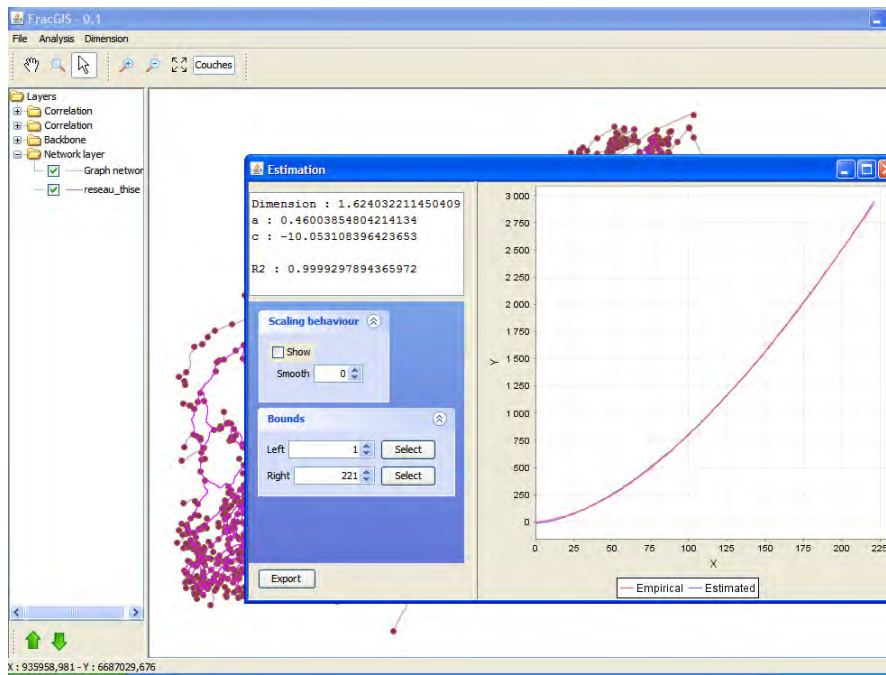 FracGIS - 0.1
File Analysis Dimension
Couches
Layers
Correlation
Correlation
Backbone
Network layer
Graph networ
reseau_thise
Estimation
Dimension : 1.624032211450409
a : 0.46003854804214134
c : -10.053108396423653
R2 : 0.9999297894365972
Scaling behaviour
Show
Smooth 0
Bounds
Left 1 Select
Right 221 Select
Export
3 000
2 750
2 500
2 250
2 000
1 750
1 500
1 250
1 000
750
500
250
0
Y
0 25 50 75 100 125 150 175 200 225
X
Empirical Estimated
X : 935958,981 - Y : 6687029,676